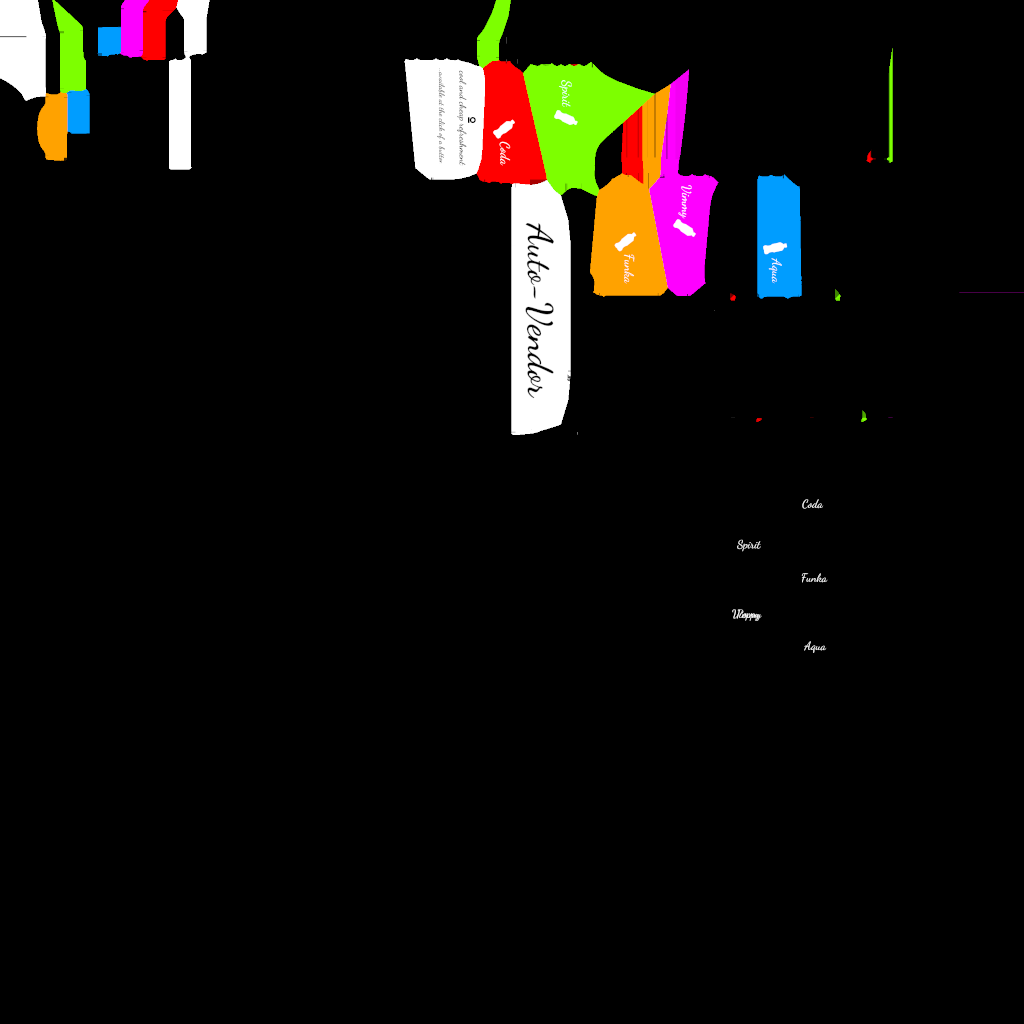 cool and cheap refreshment
available at the click of a button
Coda
Spirit
Auto-Vendor
Funka
Vimmy
Aqua
Coda
Spirit
Funka
Aqua